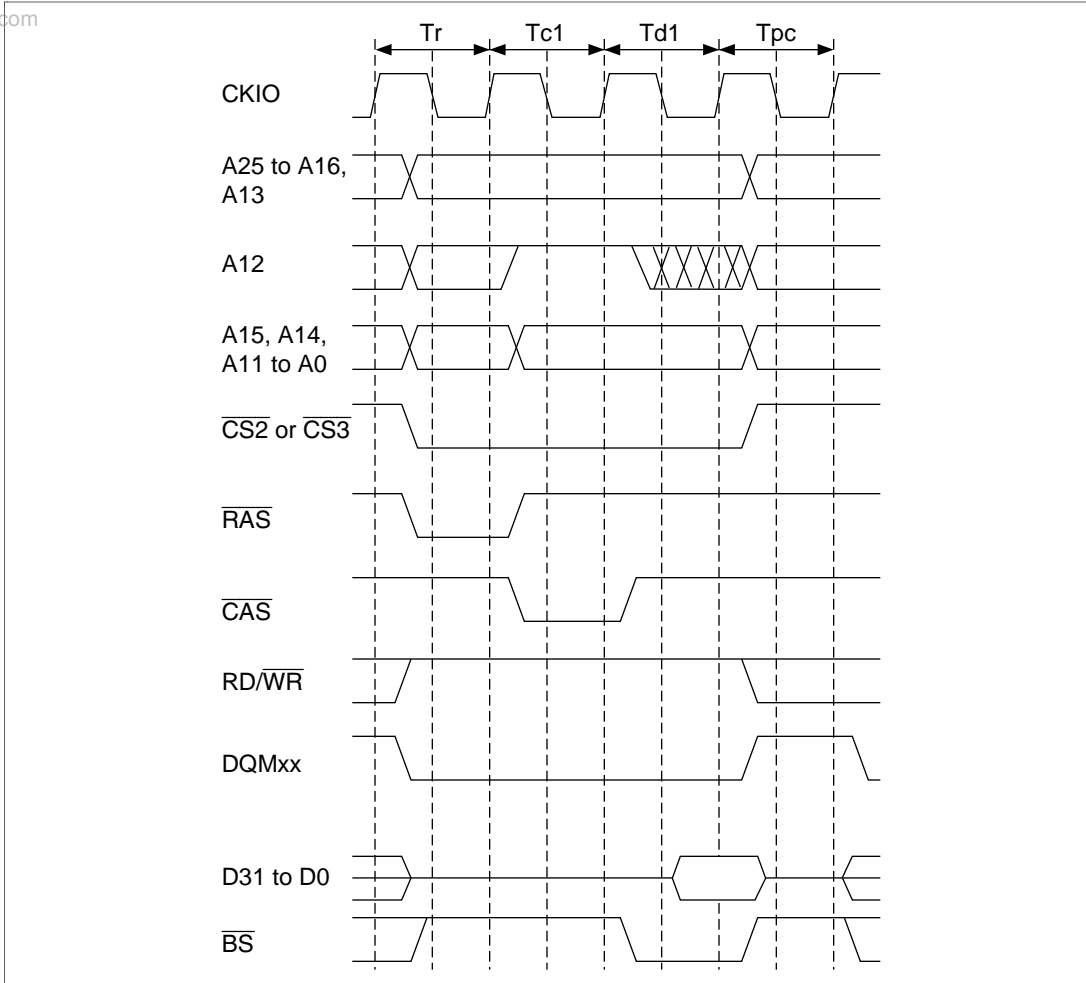 com
Tr Tc1 Td1 Tpc
CKIO
A25 to A16,
A13
A12
A15, A14,
A11 to A0
CS2 or CS3
RAS
CAS
RD/WR
DQMxx
D31 to D0
BS